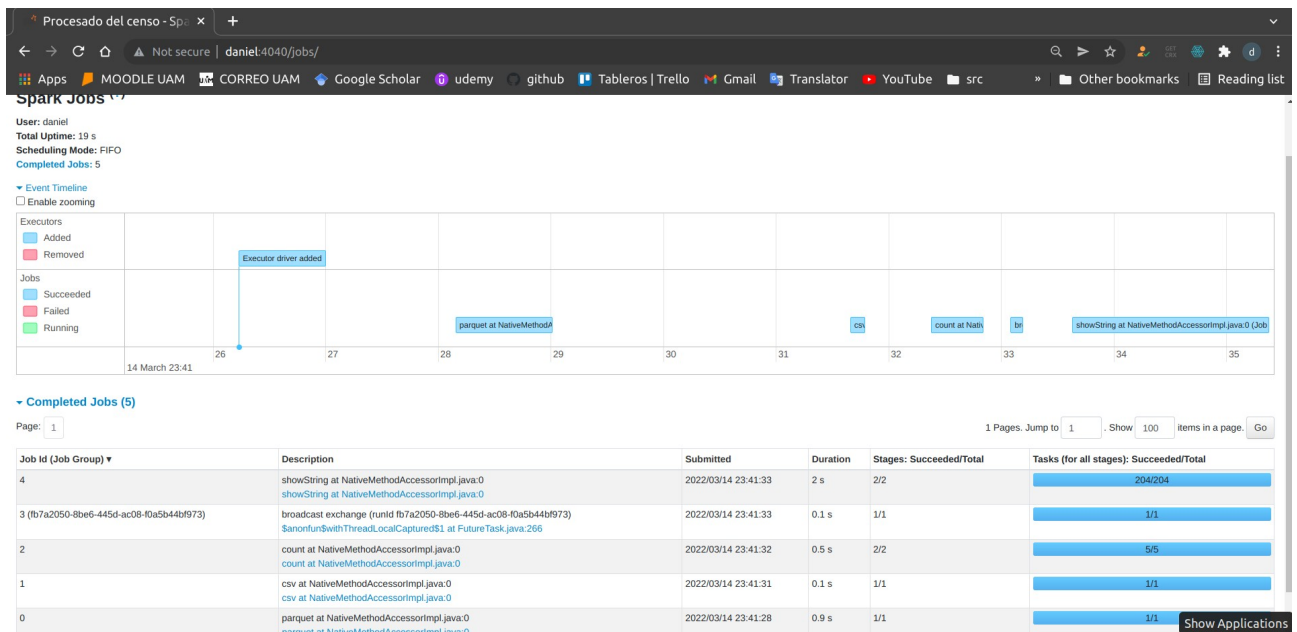 Procesado del censo - Spa
Not secure | daniel:4040/jobs/
Apps MOODLE UAM CORREO UAM Google Scholar udemy github Tableros | Trello Gmail Translator YouTube src » Other bookmarks Reading list
Spark Jobs
User: daniel
Total Uptime: 19 s
Scheduling Mode: FIFO
Completed Jobs: 5
Event Timeline
Enable zooming
Executors
Added
Removed
Executor driver added
Jobs
Succeeded
Failed
Running
parquet at NativeMethodA
csv
count at Nativ
br
showString at NativeMethodAccessorImpl.java:0 (Job
26 27 28 29 30 31 32 33 34 35
14 March 23:41
Completed Jobs (5)
Page: 1
1 Pages. Jump to 1 . Show 100 items in a page. Go
Job Id (Job Group) ▾ Description Submitted Duration Stages: Succeeded/Total Tasks (for all stages): Succeeded/Total
4 showString at NativeMethodAccessorImpl.java:0 2022/03/14 23:41:33 2 s 2/2 204/204
showString at NativeMethodAccessorImpl.java:0
3 (fb7a2050-8be6-445d-ac08-f0a5b44bf973) broadcast exchange (runId fb7a2050-8be6-445d-ac08-f0a5b44bf973) 2022/03/14 23:41:33 0.1 s 1/1 1/1
$anonfun$withThreadLocalCaptured$1 at FutureTask.java:266
2 count at NativeMethodAccessorImpl.java:0 2022/03/14 23:41:32 0.5 s 2/2 5/5
count at NativeMethodAccessorImpl.java:0
1 csv at NativeMethodAccessorImpl.java:0 2022/03/14 23:41:31 0.1 s 1/1 1/1
csv at NativeMethodAccessorImpl.java:0
0 parquet at NativeMethodAccessorImpl.java:0 2022/03/14 23:41:28 0.9 s 1/1 1/1
parquet at NativeMethodAccessorImpl.java:0
Show Applications